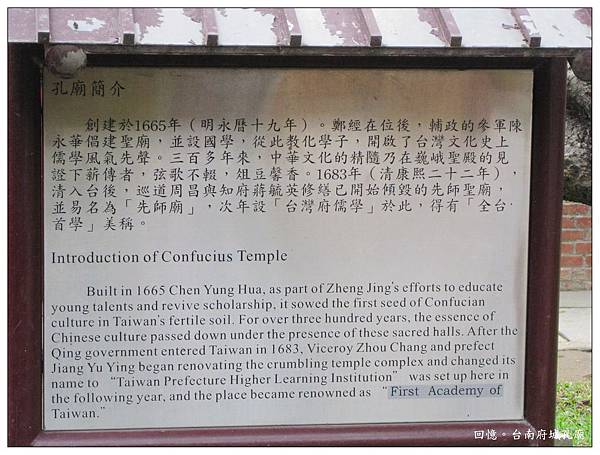 孔廟簡介
創建於1665年（明永曆十九年）。鄭經在位後，輔政的參軍陳
永華倡建聖廟，並設國學，從此教化學子，開啟了台灣文化史上
儒學風氣先聲。三百多年來，中華文化的精髓乃在巍峨聖殿的見
證下薪傳者，弦歌不輟，俎豆馨香。1683年（清康熙二十二年），
清入台後，巡道周昌與知府蔣毓英修繕已開始傾毀的先師聖廟，
並易名為「先師廟」，次年設「台灣府儒學」於此，得有「全台
首學」美稱。
Introduction of Confucius Temple
Built in 1665 Chen Yung Hua, as part of Zheng Jing's efforts to educate
young talents and revive scholarship, it sowed the first seed of Confucian
culture in Taiwan's fertile soil. For over three hundred years, the essence of
Chinese culture passed down under the presence of these sacred halls. After the
Qing government entered Taiwan in 1683, Viceroy Zhou Chang and prefect
Jiang Yu Ying began renovating the crumbling temple complex and changed its
name to “Taiwan Prefecture Higher Learning Institution” was set up here in
the following year, and the place became renowned as “First Academy of
Taiwan.”
回憶。台南府城孔廟